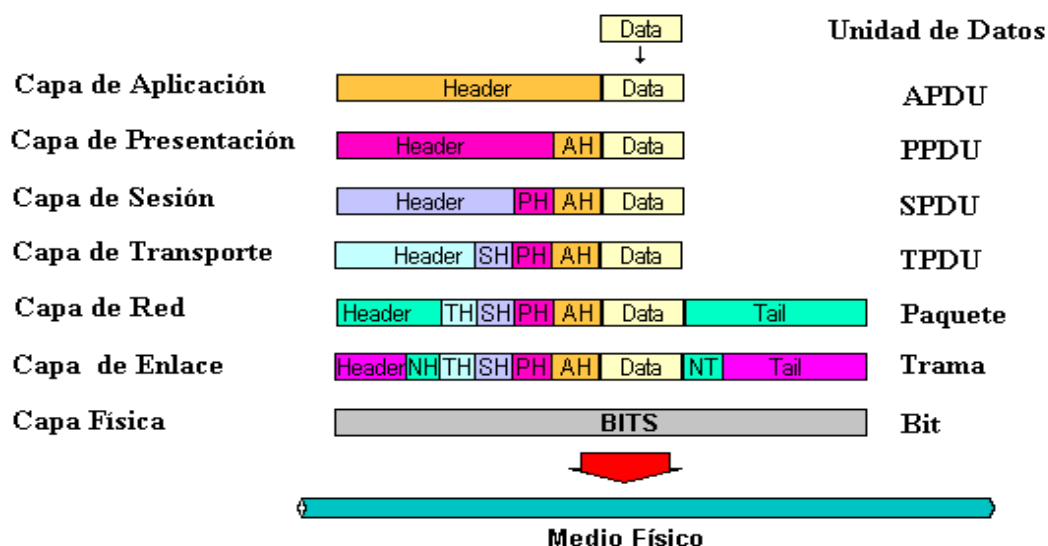 Data Unidad de Datos
Capa de Aplicación Header Data APDU
Capa de Presentación Header AH Data PPDU
Capa de Sesión Header PH AH Data SPDU
Capa de Transporte Header SH PH AH Data TPDU
Capa de Red Header TH SH PH AH Data Tail Paquete
Capa de Enlace Header NH TH SH PH AH Data NT Tail Trama
Capa Física BITS Bit
Medio Físico